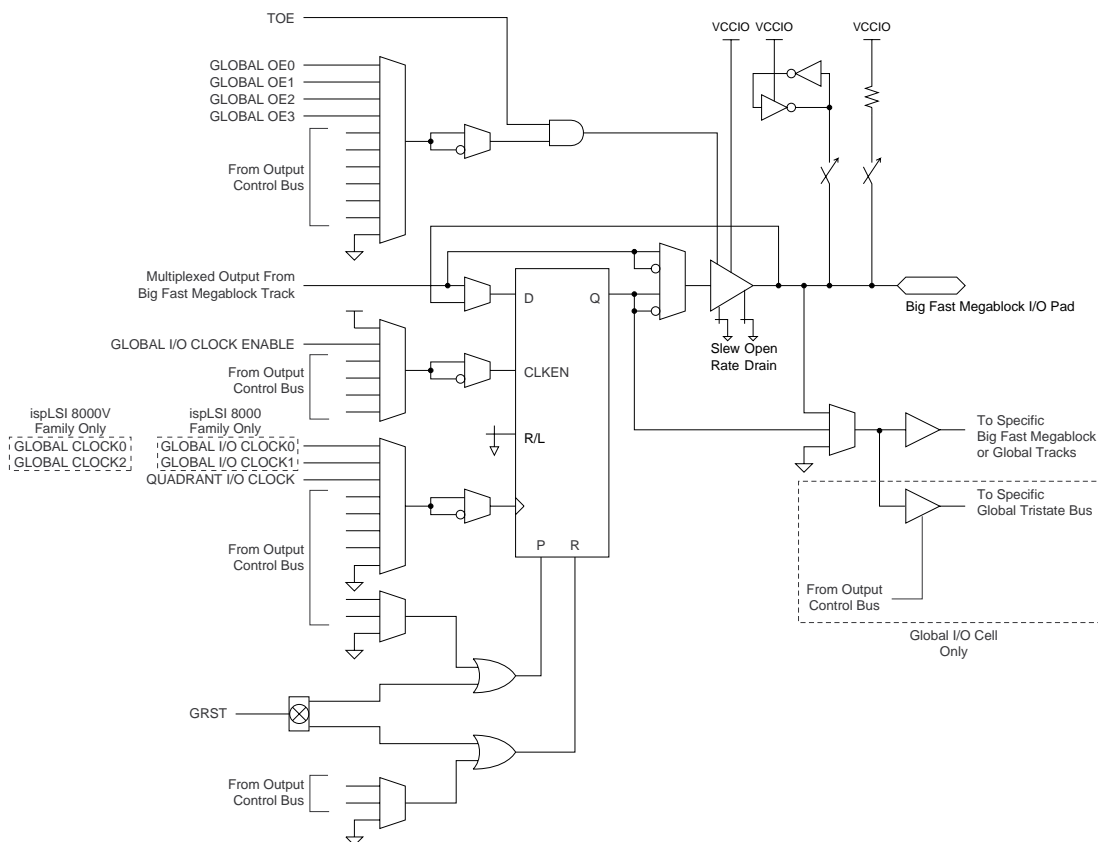 TOE
VCCIO
VCCIO
VCCIO
GLOBAL OE0
GLOBAL OE1
GLOBAL OE2
GLOBAL OE3
From Output
Control Bus
Multiplexed Output From
Big Fast Megablock Track
D
Q
Big Fast Megablock I/O Pad
Slew
Rate
Open
Drain
GLOBAL I/O CLOCK ENABLE
From Output
Control Bus
CLKEN
R/L
ispLSI 8000V
Family Only
GLOBAL CLOCK0
GLOBAL CLOCK2
ispLSI 8000
Family Only
GLOBAL I/O CLOCK0
GLOBAL I/O CLOCK1
QUADRANT I/O CLOCK
To Specific
Big Fast Megablock
or Global Tracks
To Specific
Global Tristate Bus
From Output
Control Bus
P
R
From Output
Control Bus
Global I/O Cell
Only
GRST
From Output
Control Bus